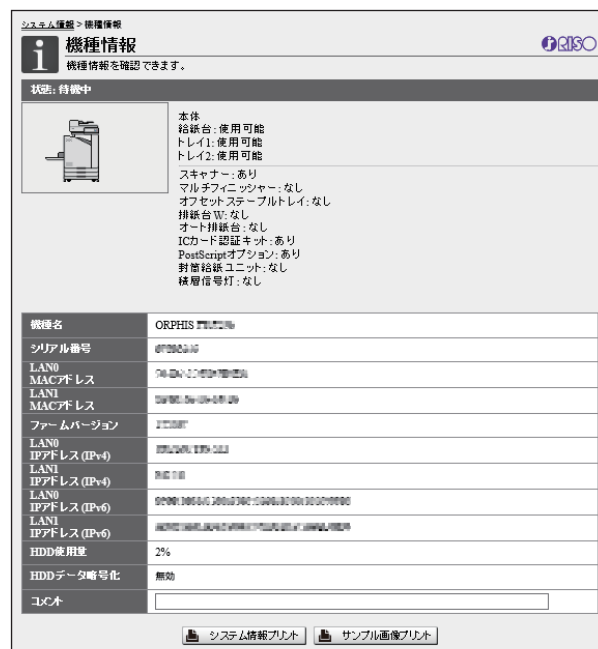 システム情報 > 機種情報
機種情報
RISO
機種情報を確認できます。
状態: 待機中
本体
給紙台: 使用可能
トレイ1: 使用可能
トレイ2: 使用可能
スキャナー: あり
マルチフィニッシャー: なし
オフセットステープルトレイ: なし
排紙台W: なし
オート排紙台: なし
ICカード認証キット: あり
PostScriptオプション: あり
封筒給紙ユニット: なし
積層信号灯: なし
機種名 ORPHIS
シリアル番号
LAN0
MACアドレス
LAN1
MACアドレス
ファームバージョン
LAN0
IPアドレス(IPv4)
LAN1
IPアドレス(IPv4)
LAN0
IPアドレス(IPv6)
LAN1
IPアドレス(IPv6)
HDD使用量 2%
HDDデータ暗号化 無効
コメント
システム情報プリント サンプル画像プリント